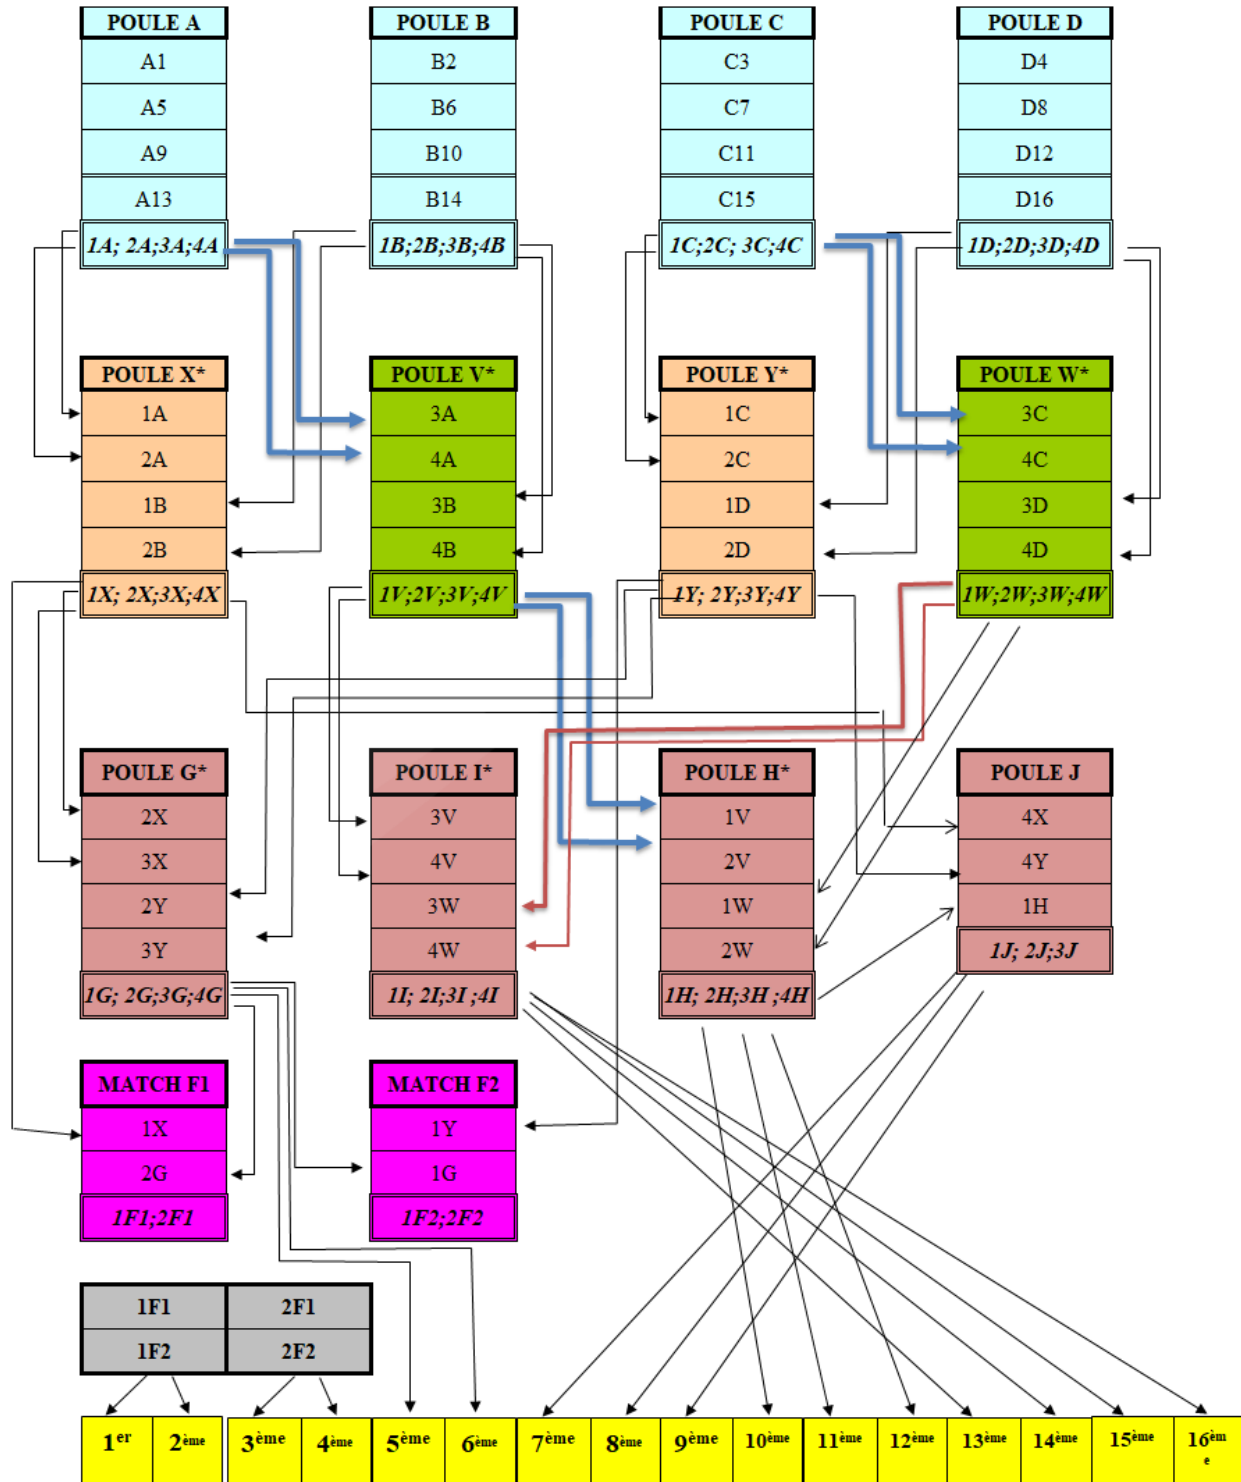 POULE A POULE B POULE C POULE D
A1 B2 C3 D4
A5 B6 C7 D8
A9 B10 C11 D12
A13 B14 C15 D16
1A; 2A;3A;4A 1B;2B;3B;4B 1C;2C; 3C;4C 1D;2D;3D;4D
POULE X* POULE V* POULE Y* POULE W*
1A 3A 1C 3C
2A 4A 2C 4C
1B 3B 1D 3D
2B 4B 2D 4D
1X; 2X;3X;4X 1V;2V;3V;4V 1Y; 2Y;3Y;4Y 1W;2W;3W;4W
POULE G* POULE I* POULE H* POULE J
2X 3V 1V 4X
3X 4V 2V 4Y
2Y 3W 1W 1H
3Y 4W 2W 1J; 2J;3J
1G; 2G;3G;4G 1I; 2I;3I ;4I 1H; 2H;3H ;4H
MATCH F1 MATCH F2
1X 1Y
2G 1G
1F1;2F1 1F2;2F2
1F1 2F1
1F2 2F2
1er 2ème 3ème 4ème 5ème 6ème 7ème 8ème 9ème 10ème 11ème 12ème 13ème 14ème 15ème 16èm
e